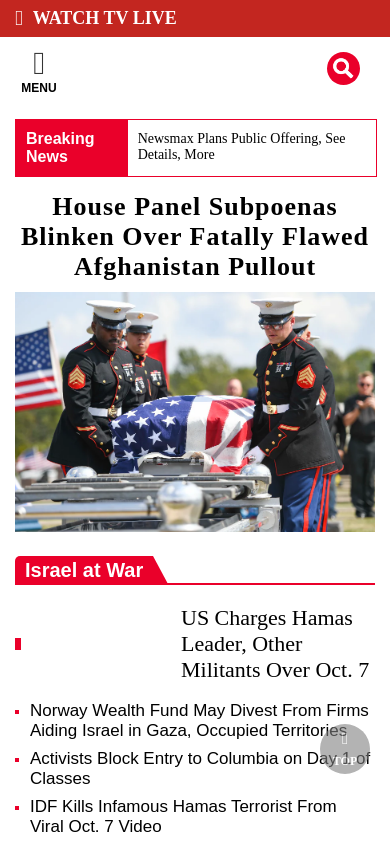 WATCH TV LIVE
MENU
Breaking
News
Newsmax Plans Public Offering, See
Details, More
House Panel Subpoenas
Blinken Over Fatally Flawed
Afghanistan Pullout
Israel at War
US Charges Hamas
Leader, Other
Militants Over Oct. 7
Norway Wealth Fund May Divest From Firms
Aiding Israel in Gaza, Occupied Territories
Activists Block Entry to Columbia on Day 1 of
Classes
IDF Kills Infamous Hamas Terrorist From
Viral Oct. 7 Video
TOP